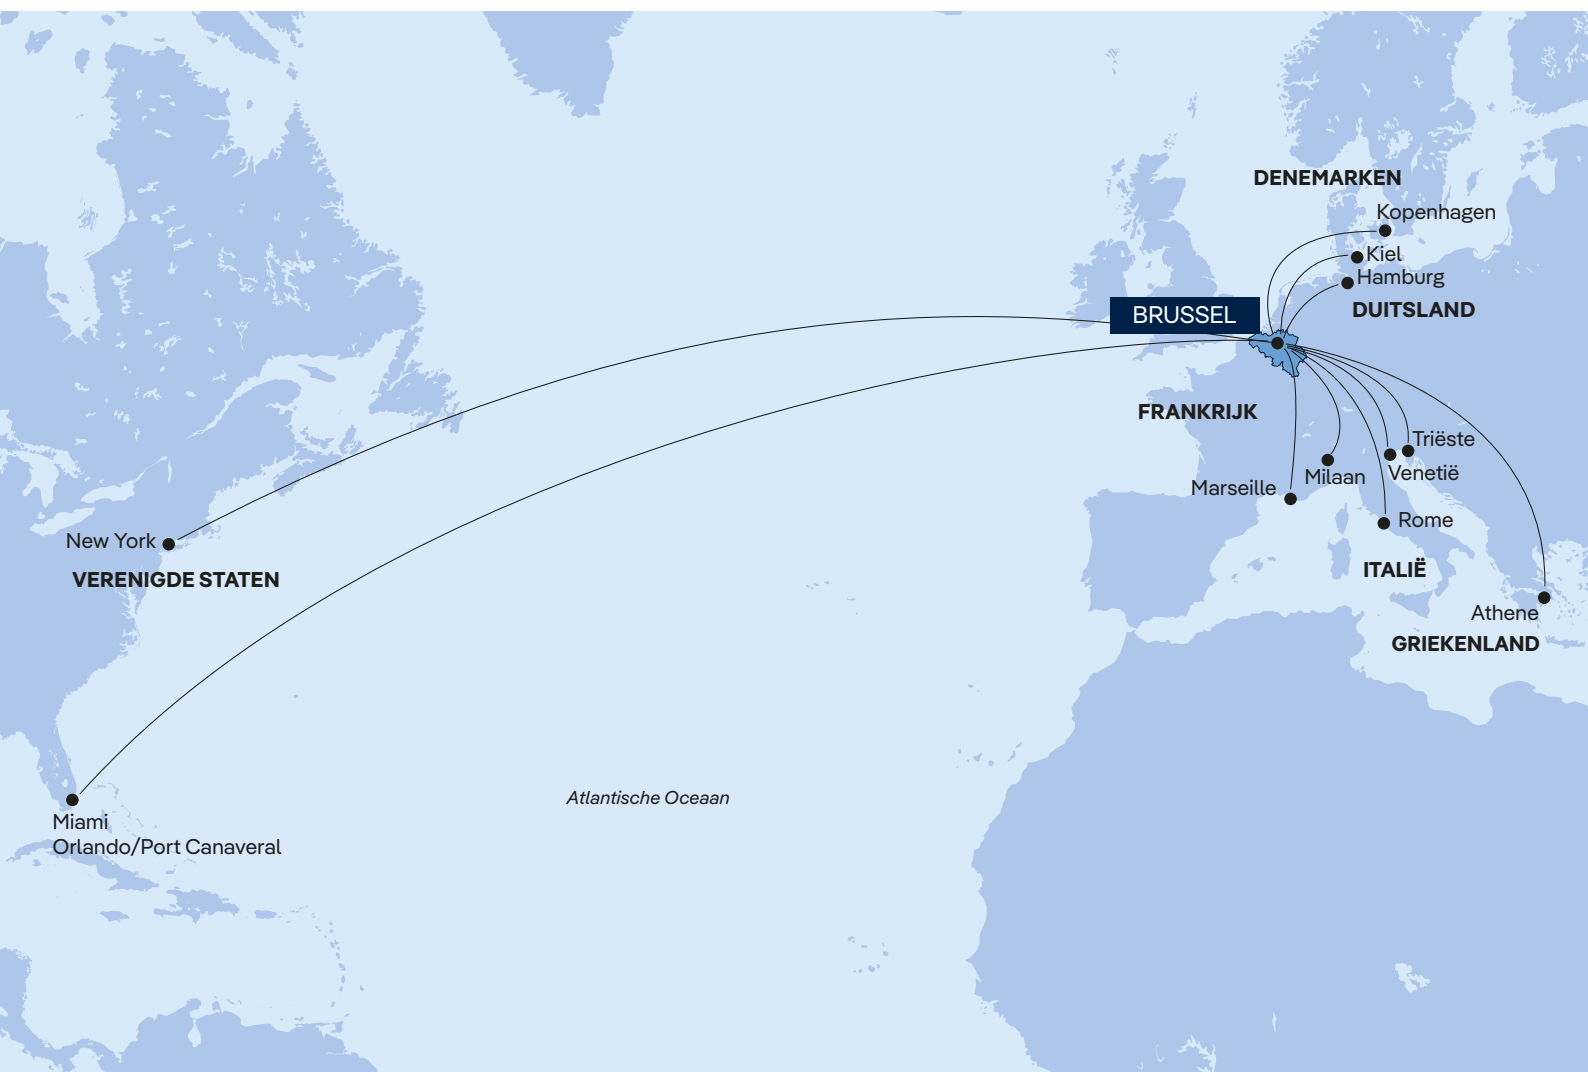 DENEMARKEN
Kopenhagen
Kiel
Hamburg
DUITSLAND
BRUSSEL
FRANKRIJK
Triëste
Venetië
Milaan
Marseille
Rome
ITALIË
Athene
GRIEKENLAND
New York
VERENIGDE STATEN
Atlantische Oceaan
Miami
Orlando/Port Canaveral